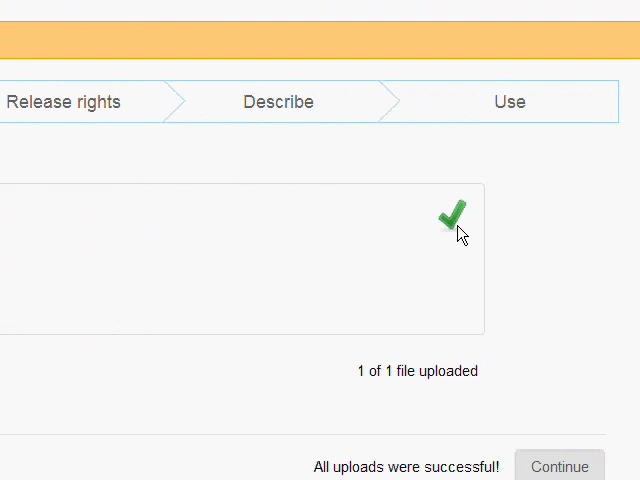 Release rights
Describe
Use
1 of 1 file uploaded
All uploads were successful!
Continue